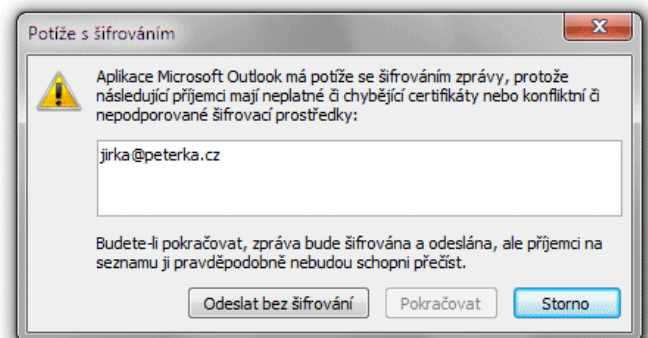 Potíže s šifrováním
Aplikace Microsoft Outlook má potíže se šifrováním zprávy, protože
následující příjemci mají neplatné či chybějící certifikáty nebo konfliktní či
nepodporované šifrovací prostředky:
jirka@peterka.cz
Budete-li pokračovat, zpráva bude šifrována a odeslána, ale příjemci na
seznamu ji pravděpodobně nebudou schopni přečíst.
Odeslat bez šifrování Pokračovat Storno